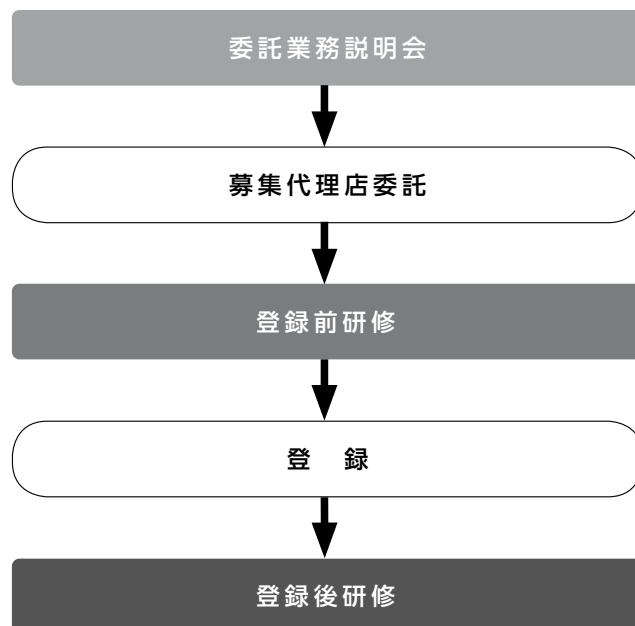 委託業務説明会
募集代理店委託
登録前研修
登　録
登録後研修